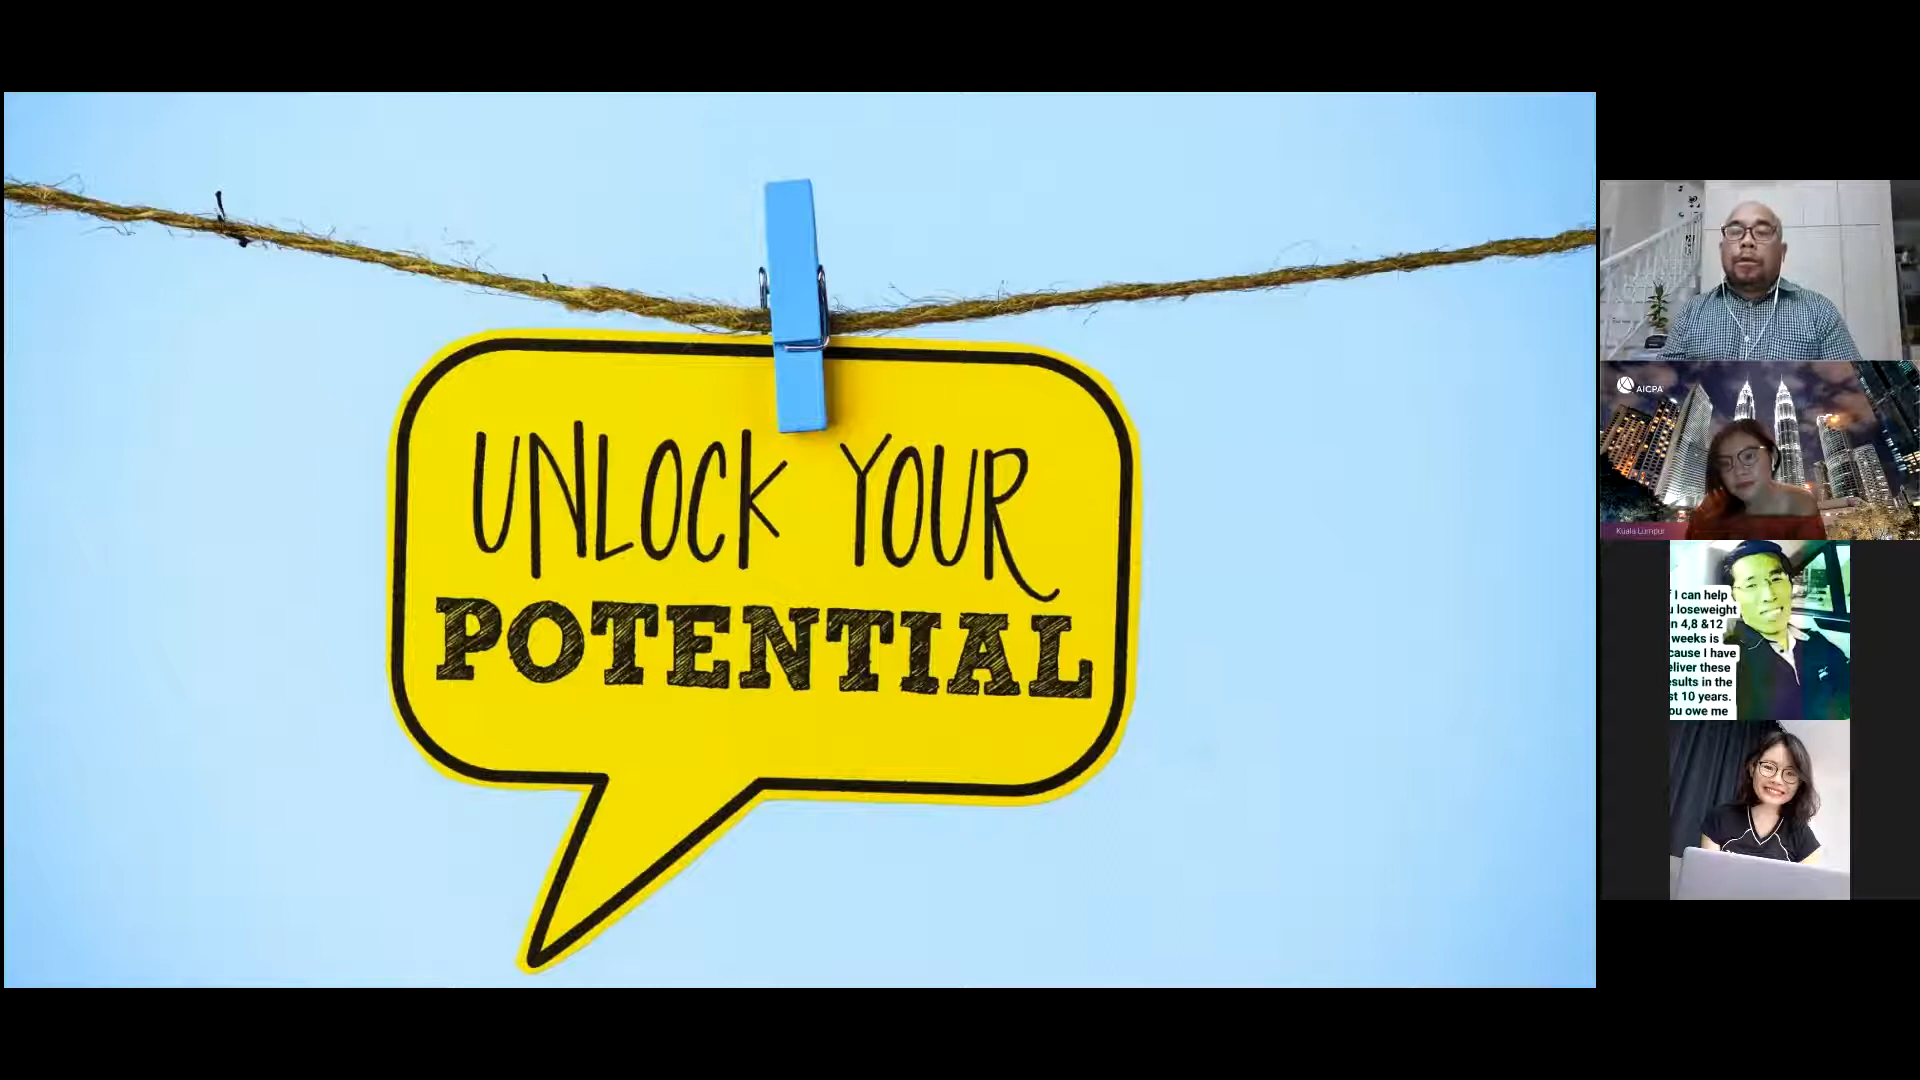 UNLOCK YOUR
POTENTIAL
AICPA
Kuala Lumpur
I can help
loseweight
n 4,8 &12
weeks is
cause I have
eliver these
esults in the
st 10 years.
ou owe me